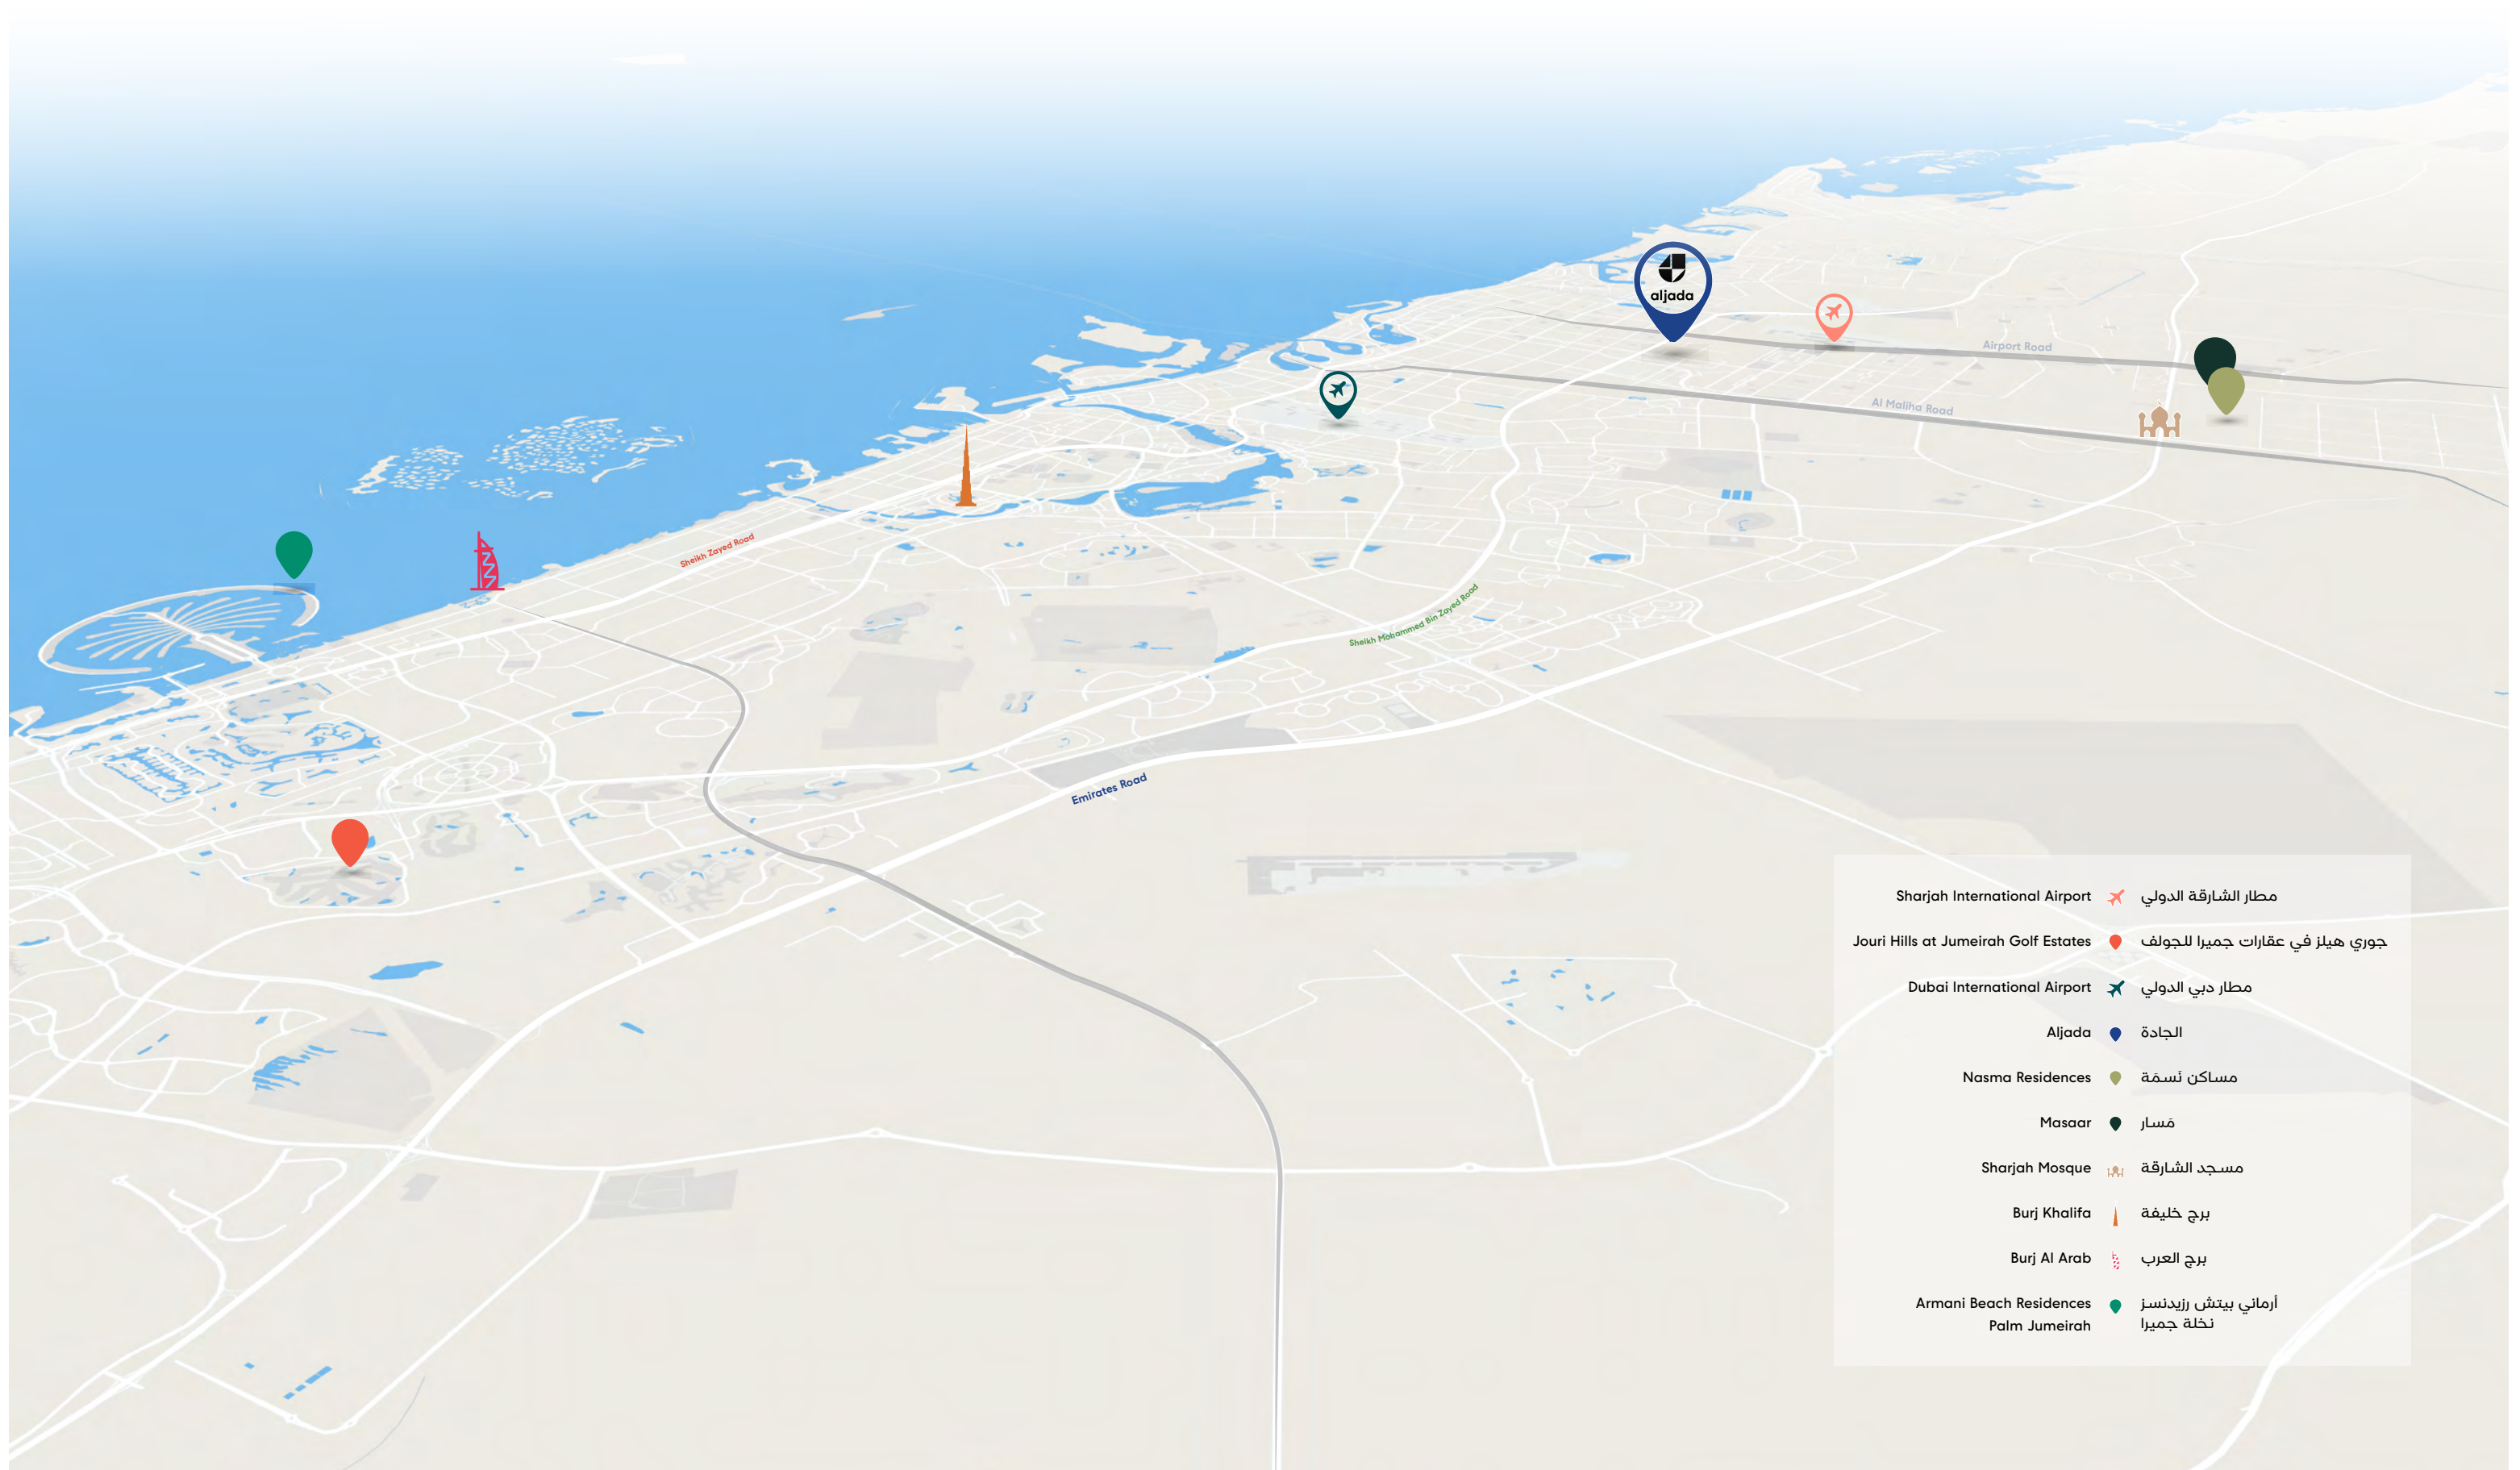 aljada
Airport Road
Al Maliha Road
Sheikh Zayed Road
Sheikh Mohammed Bin Zayed Road
Emirates Road
Sharjah International Airport مطار الشارقة الدولي
Jouri Hills at Jumeirah Golf Estates جوري هيلز في عقارات جميرا للجولف
Dubai International Airport مطار دبي الدولي
Aljada الجادة
Nasma Residences مساكن نَسمَة
Masaar مَسار
Sharjah Mosque مسجد الشارقة
Burj Khalifa برج خليفة
Burj Al Arab برج العرب
Armani Beach Residences أرماني بيتش رزيدنسز
Palm Jumeirah نخلة جميرا